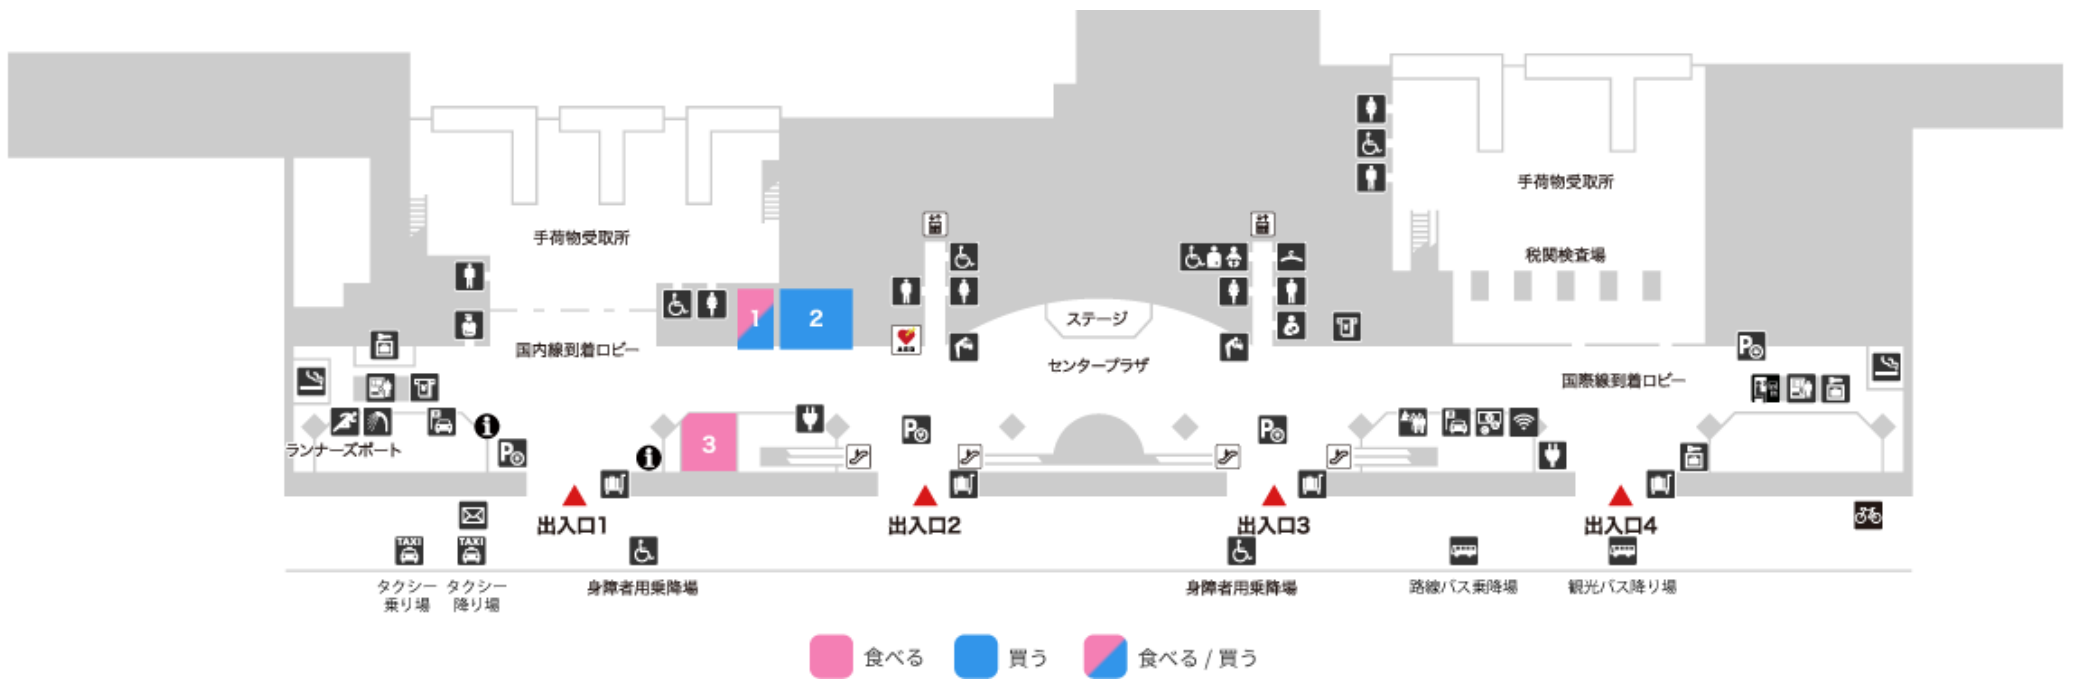 手荷物受取所
手荷物受取所
税関検査場
ステージ
1
2
国内線到着ロビー
センタープラザ
国際線到着ロビー
AED
P
P
P
P
P
ランナーズポート
3
出入口1
出入口2
出入口3
出入口4
TAXI
TAXI
タクシー
乗り場
タクシー
降り場
身障者用乗降場
身障者用乗降場
路線バス乗降場
観光バス降り場
食べる
買う
食べる / 買う